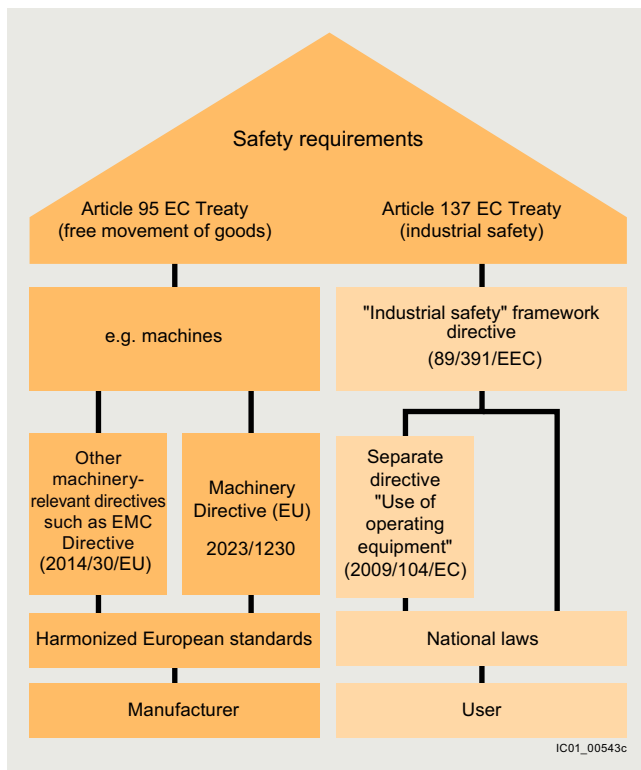 Safety requirements
Article 95 EC Treaty
(free movement of goods)
Article 137 EC Treaty
(industrial safety)
e.g. machines
"Industrial safety" framework
directive
(89/391/EEC)
Other
machinery-
relevant directives
such as EMC
Directive
(2014/30/EU)
Machinery
Directive (EU)
2023/1230
Separate
directive
"Use of
operating
equipment"
(2009/104/EC)
Harmonized European standards
National laws
Manufacturer
User
IC01_00543c